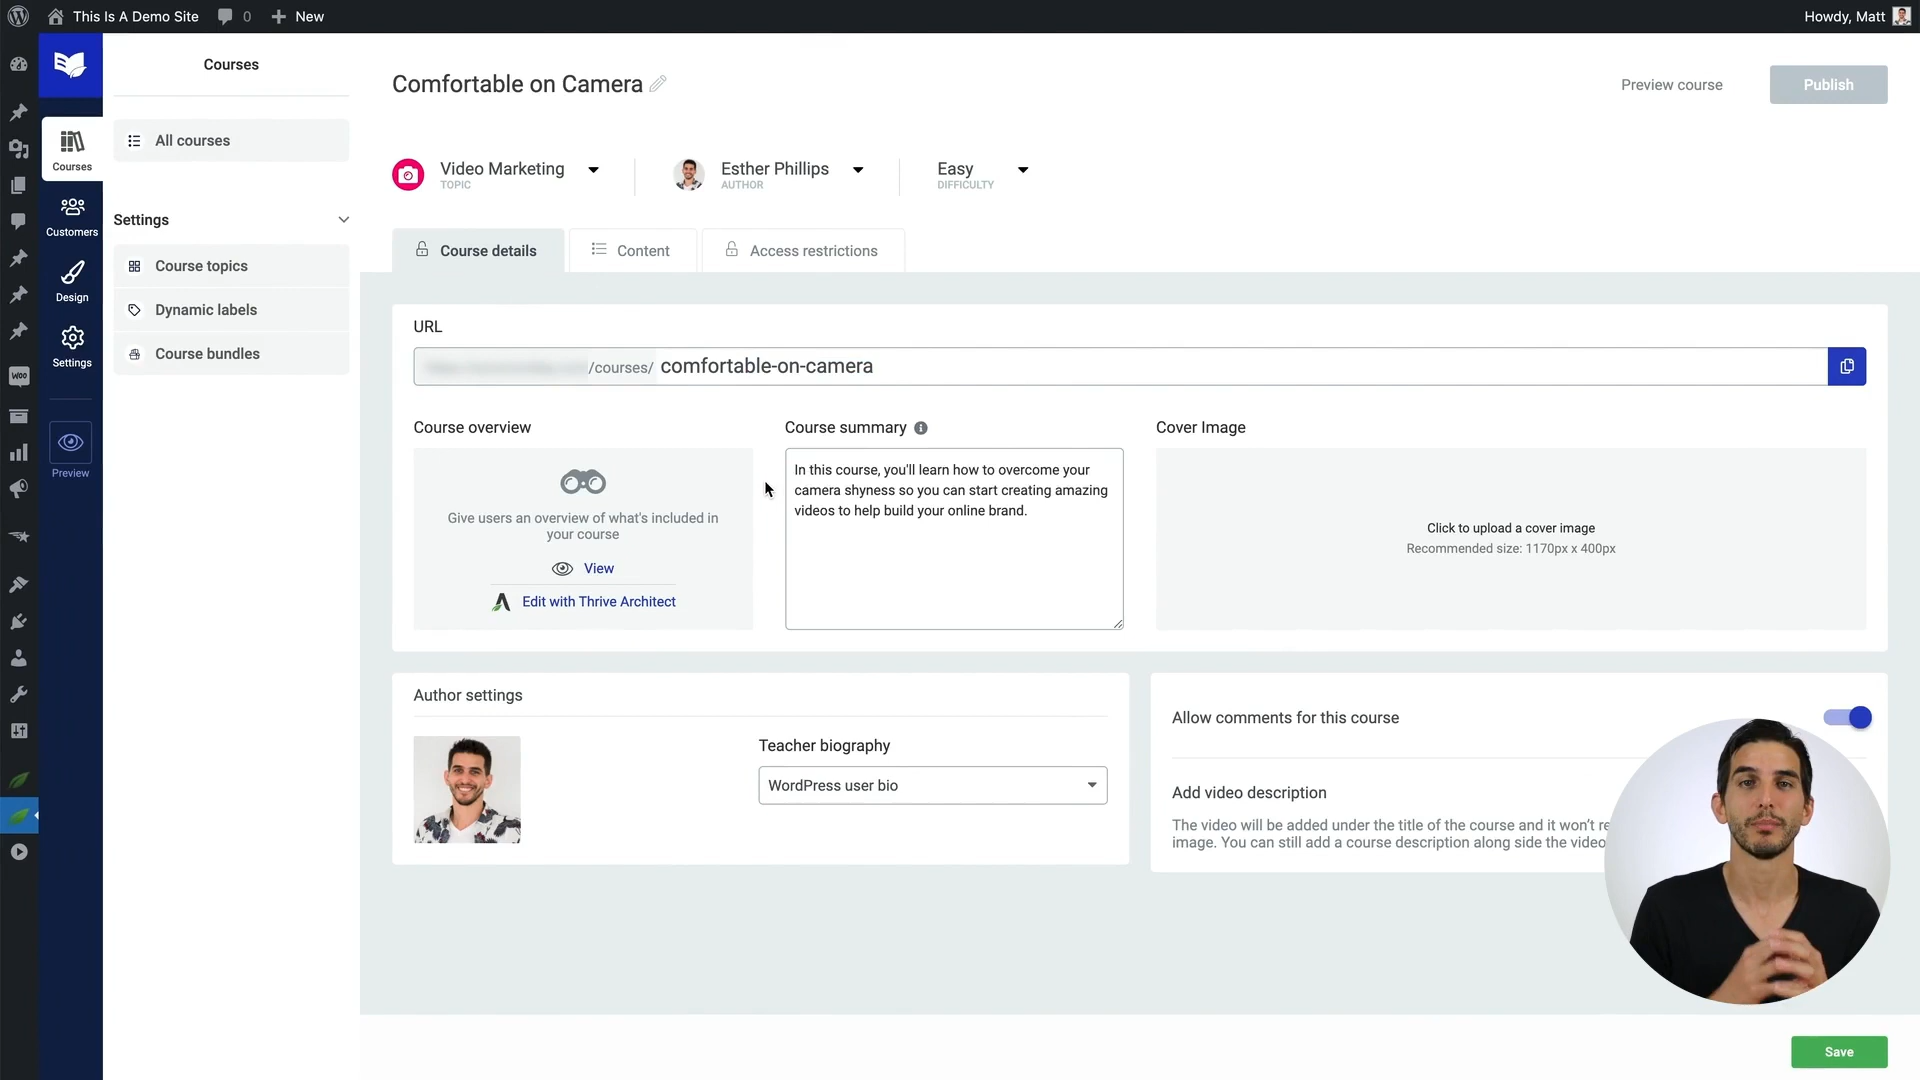 This Is A Demo Site
0
New
Howdy, Matt
Courses
Comfortable on Camera
Preview course
Publish
All courses
Courses
Video Marketing
TOPIC
Esther Phillips
AUTHOR
Easy
DIFFICULTY
Customers
Settings
Course details
Content
Access restrictions
Course topics
Design
Dynamic labels
URL
Course bundles
Settings
/courses/ comfortable-on-camera
WOO
Preview
Course overview
Course summary
Cover Image
Give users an overview of what's included in
your course
View
Edit with Thrive Architect
In this course, you'll learn how to overcome your
camera shyness so you can start creating amazing
videos to help build your online brand.
Click to upload a cover image
Recommended size: 1170px x 400px
Author settings
Teacher biography
WordPress user bio
Allow comments for this course
Add video description
The video will be added under the title of the course and it won't re
image. You can still add a course description along side the video
Save